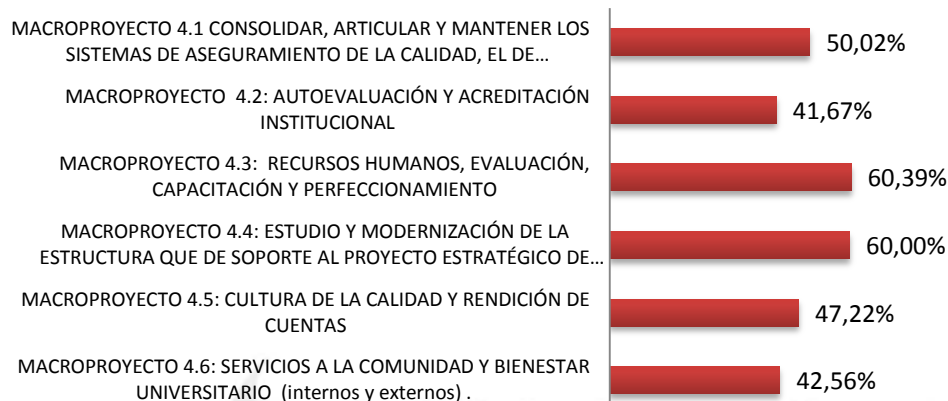 MACROPROYECTO 4.1 CONSOLIDAR, ARTICULAR Y MANTENER LOS
SISTEMAS DE ASEGURAMIENTO DE LA CALIDAD, EL DE…
50,02%
MACROPROYECTO 4.2: AUTOEVALUACIÓN Y ACREDITACIÓN
INSTITUCIONAL
41,67%
MACROPROYECTO 4.3: RECURSOS HUMANOS, EVALUACIÓN,
CAPACITACIÓN Y PERFECCIONAMIENTO
60,39%
MACROPROYECTO 4.4: ESTUDIO Y MODERNIZACIÓN DE LA
ESTRUCTURA QUE DE SOPORTE AL PROYECTO ESTRATÉGICO DE…
60,00%
MACROPROYECTO 4.5: CULTURA DE LA CALIDAD Y RENDICIÓN DE
CUENTAS
47,22%
MACROPROYECTO 4.6: SERVICIOS A LA COMUNIDAD Y BIENESTAR
UNIVERSITARIO (internos y externos) .
42,56%